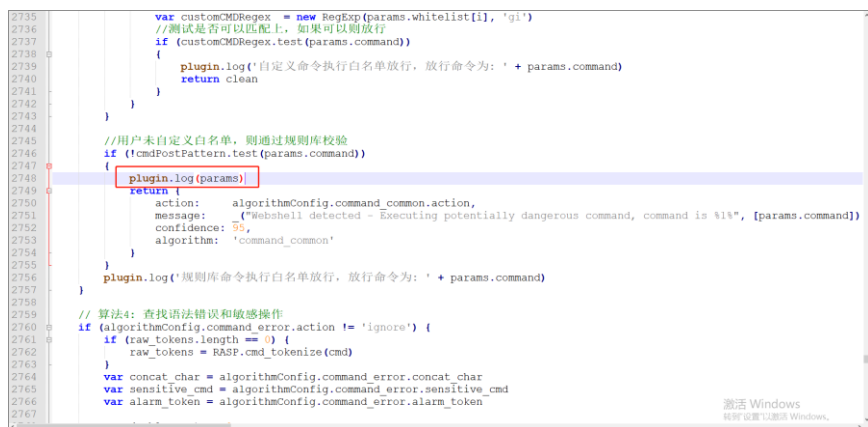 2735 var customCMDRegex  = new RegExp(params.whitelist[i], 'gi')
2736 //测试是否可以匹配上，如果可以则放行
2737 if (customCMDRegex.test(params.command))
2738 {
2739 plugin.log('自定义命令执行白名单放行，放行命令为: ' + params.command)
2740 return clean
2741 }
2742 }
2743 }
2744
2745 //用户未自定义白名单，则通过规则库校验
2746 if (!cmdPostPattern.test(params.command))
2747 {
2748 plugin.log(params)
2749 return {
2750 action:     algorithmConfig.command_common.action,
2751 message:    _("Webshell detected - Executing potentially dangerous command, command is %1%", [params.command])
2752 confidence: 95,
2753 algorithm:  'command_common'
2754 }
2755 }
2756 plugin.log('规则库命令执行白名单放行，放行命令为: ' + params.command)
2757 }
2758
2759 // 算法4: 查找语法错误和敏感操作
2760 if (algorithmConfig.command_error.action != 'ignore') {
2761 if (raw_tokens.length == 0) {
2762 raw_tokens = RASP.cmd_tokenize(cmd)
2763 }
2764 var concat_char = algorithmConfig.command_error.concat_char
2765 var sensitive_cmd = algorithmConfig.command_error.sensitive_cmd
2766 var alarm_token = algorithmConfig.command_error.alarm_token
2767
激活 Windows
转到"设置"以激活 Windows。